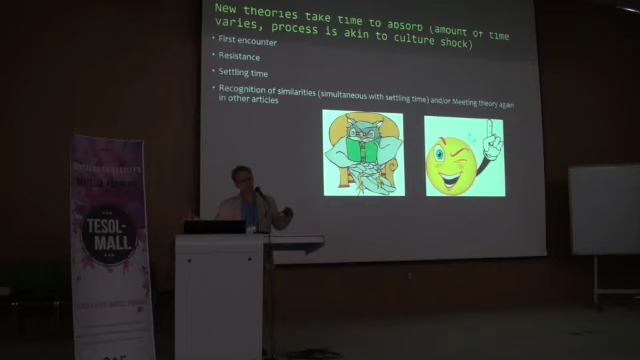 New theories take time to absorb (amount of time
varies, process is akin to culture shock)
• First encounter
• Resistance
• Settling time
• Recognition of similarities (simultaneous with settling time) and/or Meeting theory again
in other articles
TESOL-
MALL